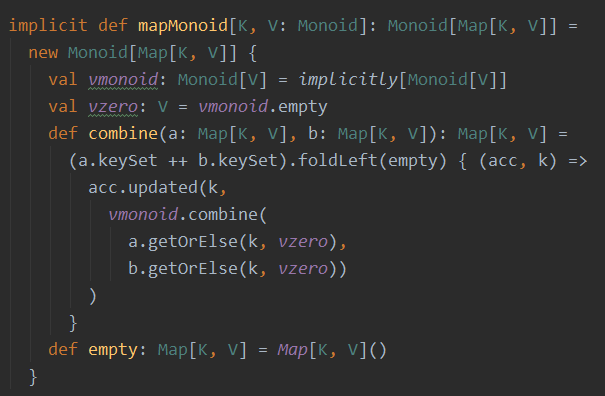 implicit def mapMonoid[K, V: Monoid]: Monoid[Map[K, V]] =
  new Monoid[Map[K, V]] {
    val vmonoid: Monoid[V] = implicitly[Monoid[V]]
    val vzero: V = vmonoid.empty
    def combine(a: Map[K, V], b: Map[K, V]): Map[K, V] =
      (a.keySet ++ b.keySet).foldLeft(empty) { (acc, k) =>
        acc.updated(k,
          vmonoid.combine(
            a.getOrElse(k, vzero),
            b.getOrElse(k, vzero))
        )
      }
    def empty: Map[K, V] = Map[K, V]()
  }